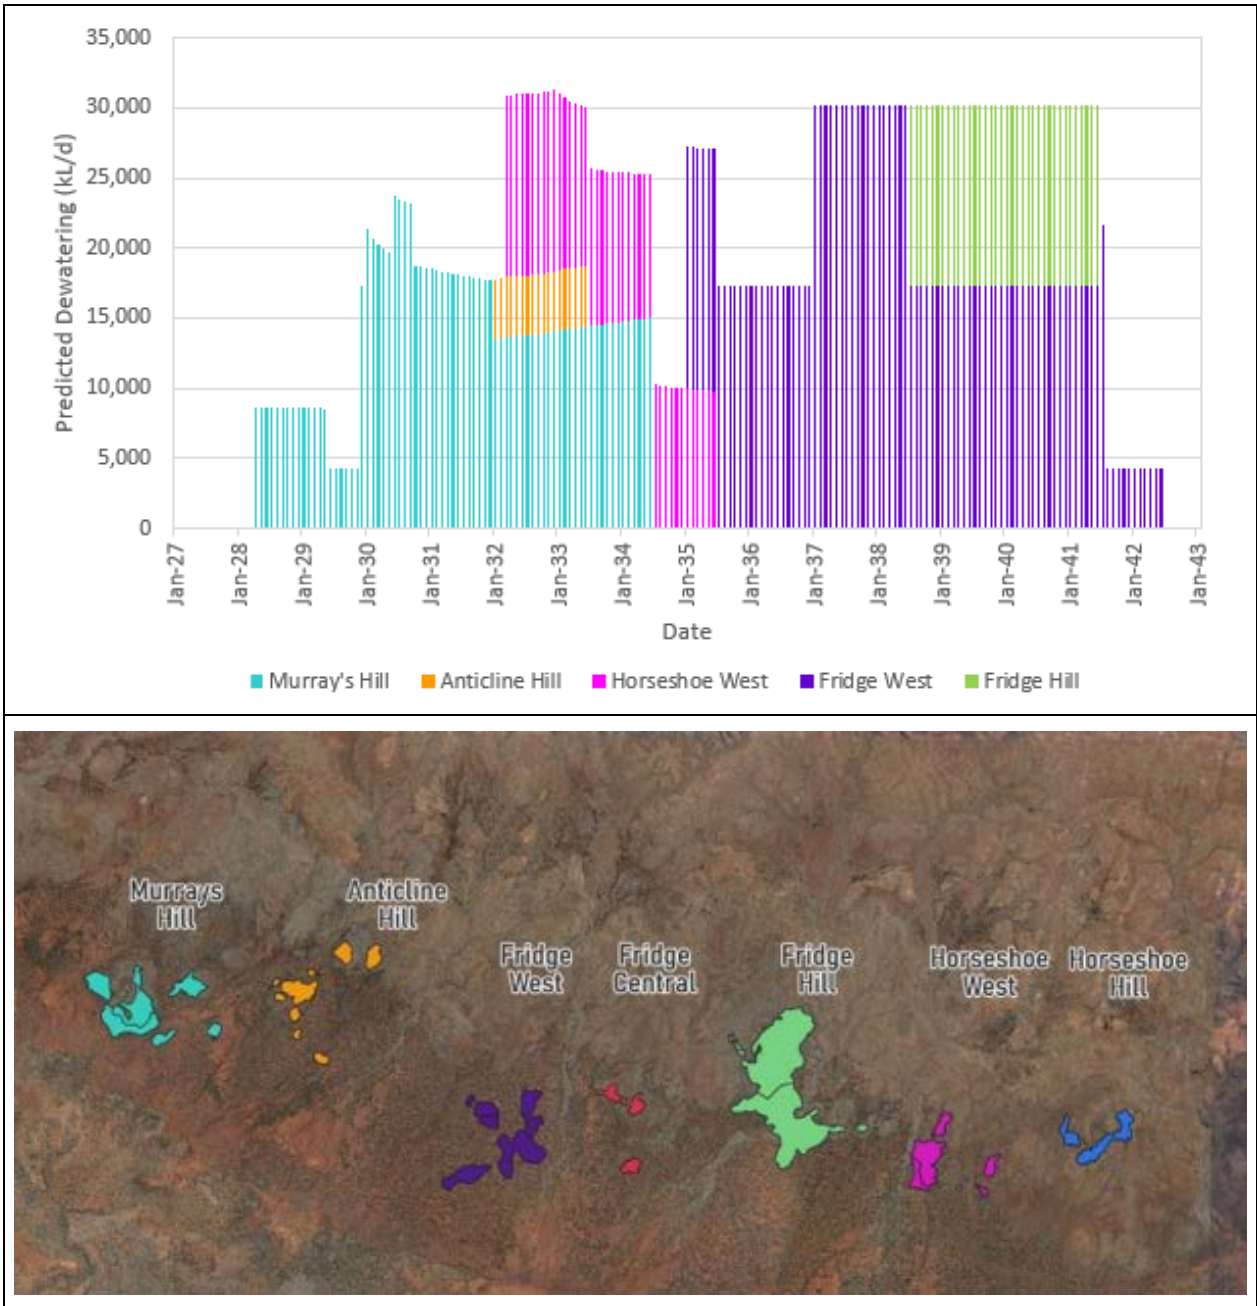 35,000
30,000
25,000
20,000
15,000
10,000
5,000
0
Predicted Dewatering (kL/d)
Jan-27
Jan-28
Jan-29
Jan-30
Jan-31
Jan-32
Jan-33
Jan-34
Jan-35
Jan-36
Jan-37
Jan-38
Jan-39
Jan-40
Jan-41
Jan-42
Jan-43
Date
Murray's Hill
Anticline Hill
Horseshoe West
Fridge West
Fridge Hill
Murrays
Hill
Anticline
Hill
Fridge
West
Fridge
Central
Fridge
Hill
Horseshoe
West
Horseshoe
Hill